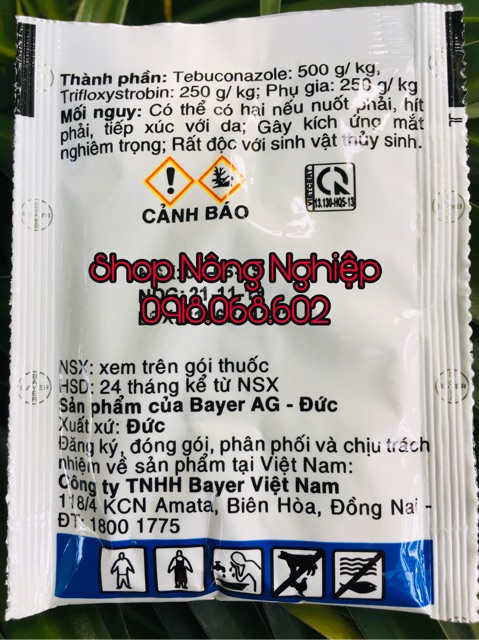 Thành phần: Tebuconazole: 500 g/ kg,
Trifloxystrobin: 250 g/ kg; Phụ gia: 250 g/ kg
Mối nguy: Có thể có hại nếu nuốt phải, hít
phải, tiếp xúc với da; Gây kích ứng mắt
nghiêm trọng; Rất độc với sinh vật thủy sinh.
VIETCERT
13.130-HQS-13
CẢNH BÁO
Shop Nông Nghiệp
0918.068.602
NSX: xem trên gói thuốc
HSD: 24 tháng kể từ NSX
Sản phẩm của Bayer AG - Đức
Xuất xứ: Đức
Đăng ký, đóng gói, phân phối và chịu trách
nhiệm về sản phẩm tại Việt Nam:
Công ty TNHH Bayer Việt Nam
118/4 KCN Amata, Biên Hòa, Đồng Nai -
ĐT: 1800 1775